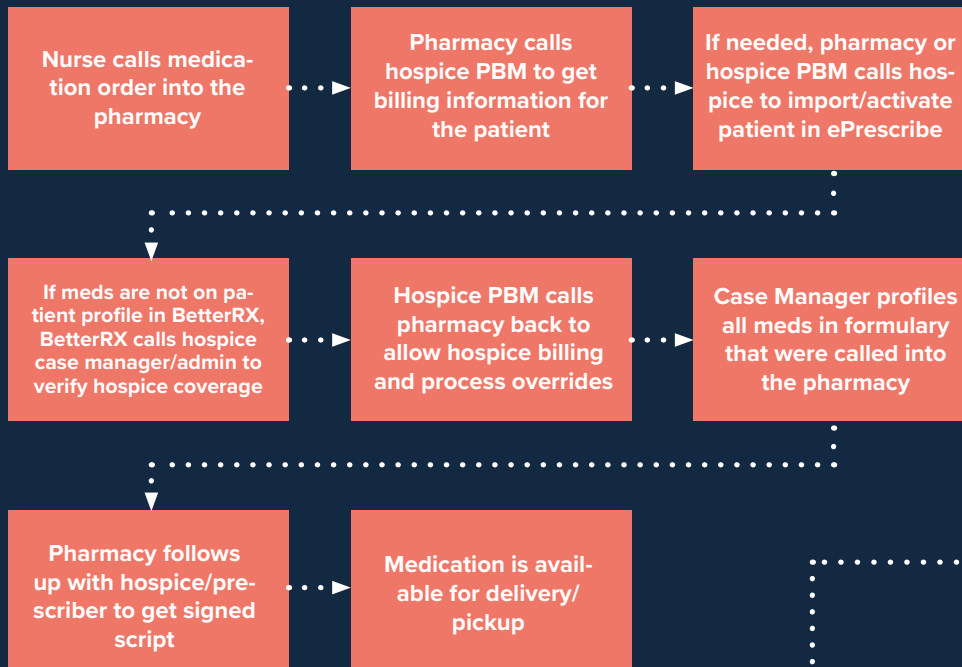 Nurse calls medica-
tion order into the
pharmacy
Pharmacy calls
hospice PBM to get
billing information for
the patient
If needed, pharmacy or
hospice PBM calls hos-
pice to import/activate
patient in ePrescribe
If meds are not on pa-
tient profile in BetterRX,
BetterRX calls hospice
case manager/admin to
verify hospice coverage
Hospice PBM calls
pharmacy back to
allow hospice billing
and process overrides
Case Manager profiles
all meds in formulary
that were called into
the pharmacy
Pharmacy follows
up with hospice/pre-
scriber to get signed
script
Medication is avail-
able for delivery/
pickup